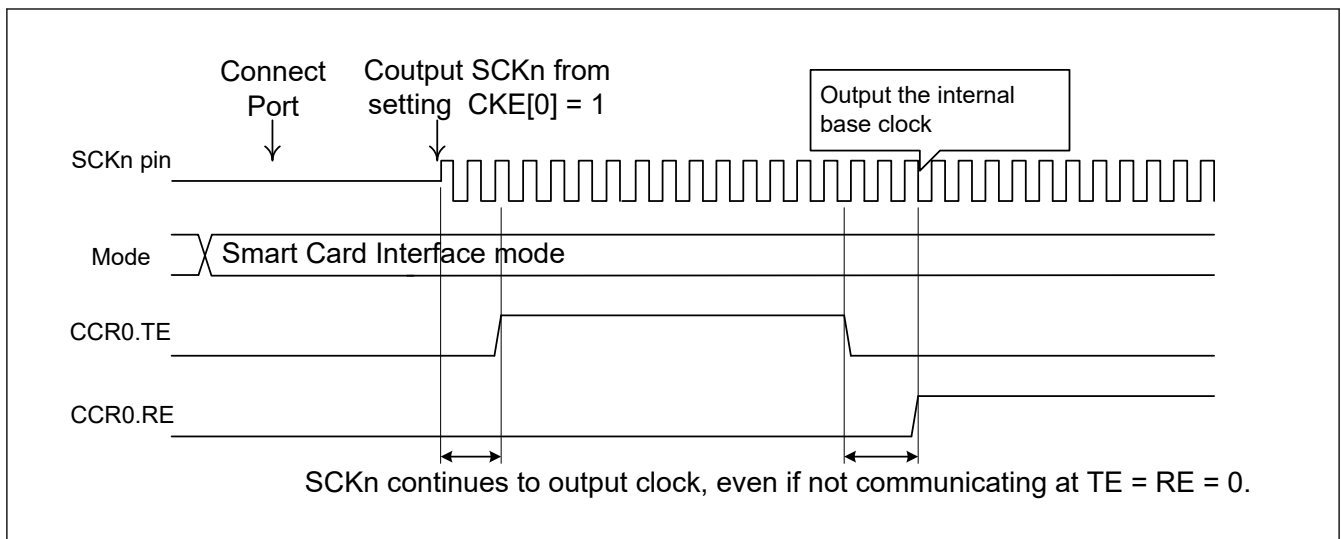 Connect
Port
Coutput SCKn from
setting CKE[0] = 1
Output the internal
base clock
SCKn pin
Mode
Smart Card Interface mode
CCR0.TE
CCR0.RE
SCKn continues to output clock, even if not communicating at TE = RE = 0.